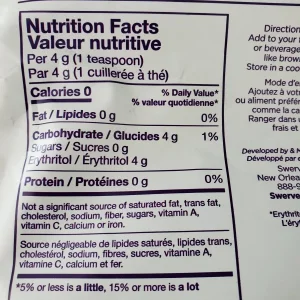 Nutrition Facts
Valeur nutritive
Per 4 g (1 teaspoon)
Par 4 g (1 cuillerée à thé)
Calories 0
% Daily Value*
% valeur quotidienne*
Fat / Lipides 0 g 0%
Carbohydrate / Glucides 4 g 1%
Sugars / Sucres 0 g
Erythritol / Érythritol 4 g
Protein / Protéines 0 g 0%
Not a significant source of saturated fat, trans fat,
cholesterol, sodium, fiber, sugars, vitamin A,
vitamin C, calcium or iron.
Source négligeable de lipides saturés, lipides trans,
cholestérol, sodium, fibres, sucres, vitamine A,
vitamine C, calcium et fer.
*5% or less is a little, 15% or more is a lot
Direction
Add to your
or beverage
like brow
Store in a coo
Mode d'e
Ajoutez à vot
ou aliment préfé
comme la ca
Ranger dans
frais et
Developed by &
Développé par
Swerv
New Orlea
888-9
Swerve
*Erythrit
L'éry